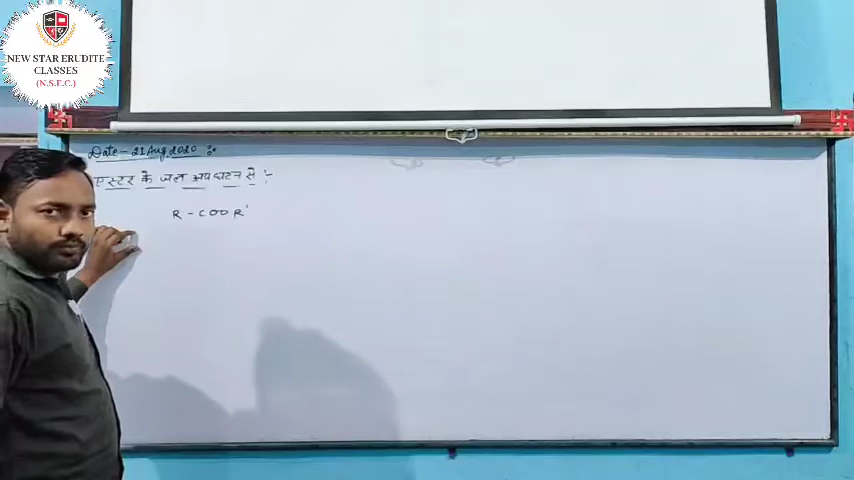 NEW STAR ERUDITE
CLASSES
(N.S.E.C.)
Date - 21 Aug 2020 :-
एस्टर के जल अपघटन से :-
R - COOR'